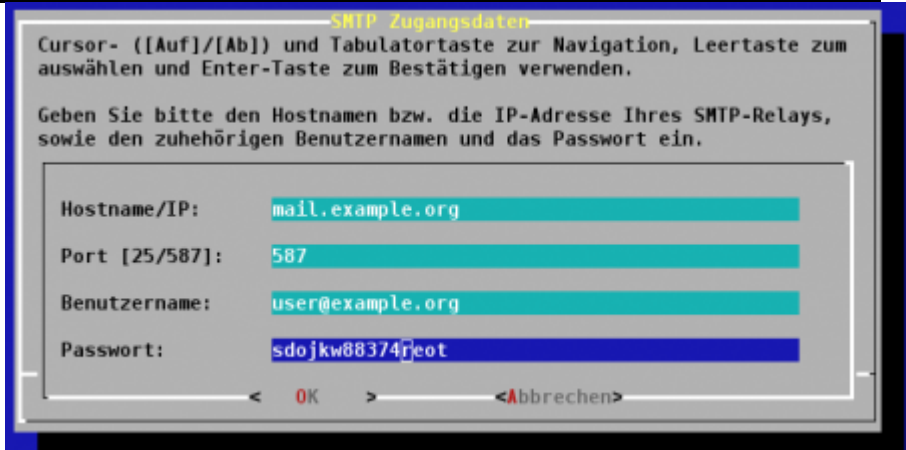 SMTP Zugangsdaten
Cursor- ([Auf]/[Ab]) und Tabulatortaste zur Navigation, Leertaste zum
auswählen und Enter-Taste zum Bestätigen verwenden.
Geben Sie bitte den Hostnamen bzw. die IP-Adresse Ihres SMTP-Relays,
sowie den zuhehörigen Benutzernamen und das Passwort ein.
Hostname/IP: mail.example.org
Port [25/587]: 587
Benutzername: user@example.org
Passwort: sdojkw88374reot
< OK > <Abbrechen>